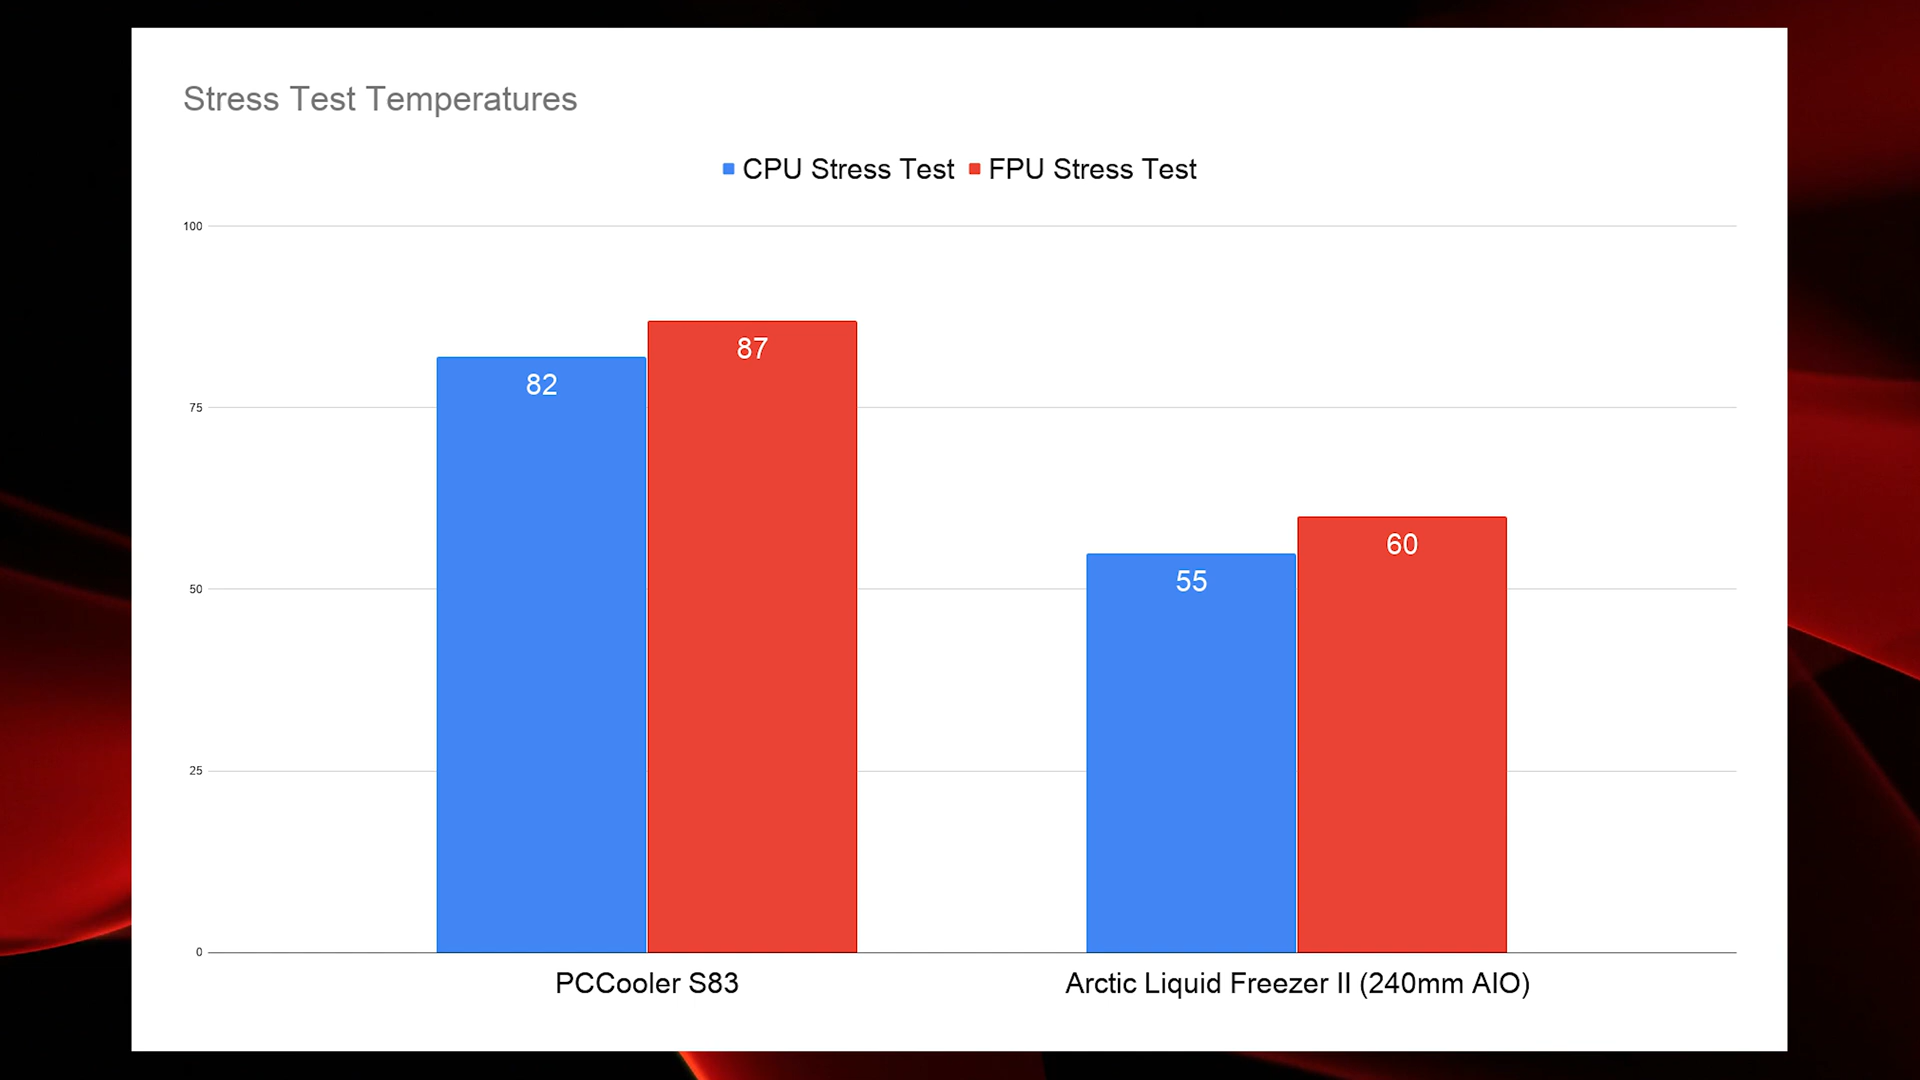 Stress Test Temperatures
CPU Stress Test FPU Stress Test
100
75
50
25
0
82
87
55
60
PCCooler S83
Arctic Liquid Freezer II (240mm AIO)